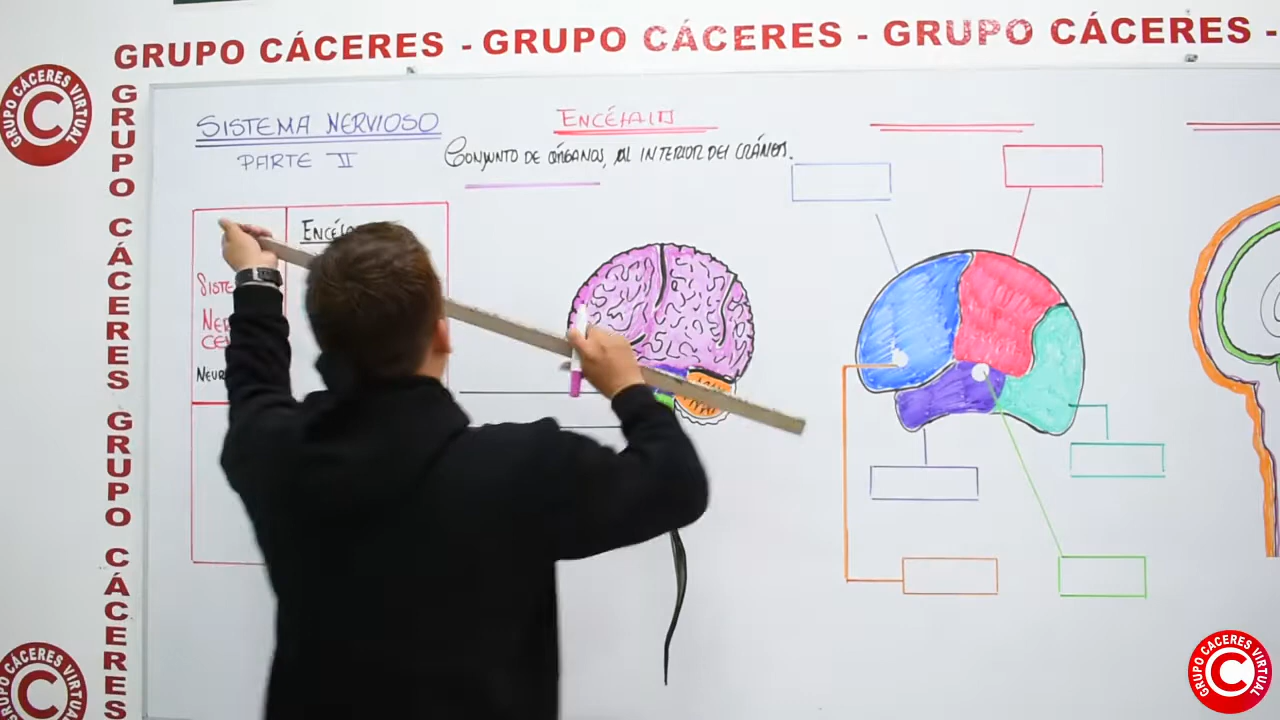 GRUPO CÁCERES - GRUPO CÁCERES - GRUPO CÁCERES -
GRUPO CÁCERES VIRTUAL
C
GRUPO CÁCERES GRUPO CÁCERES
SISTEMA NERVIOSO
PARTE II
ENCÉFALO
CONJUNTO DE ÓRGANOS, AL INTERIOR DEL CRÁNEO.
GRUPO CÁCERES VIRTUAL
C
GRUPO CÁCERES VIRTUAL
C